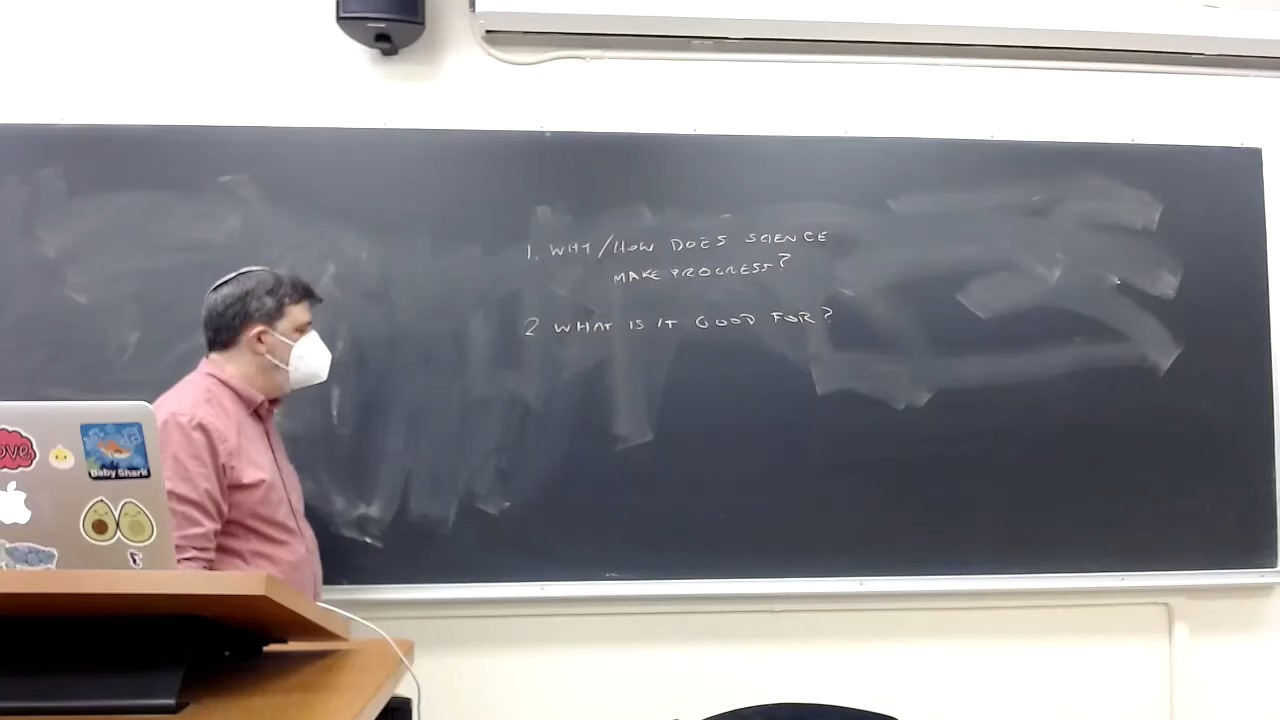 1. WHY/HOW DOES SCIENCE
MAKE PROGRESS?
2 WHAT IS IT GOOD FOR?
ove
Baby Shark